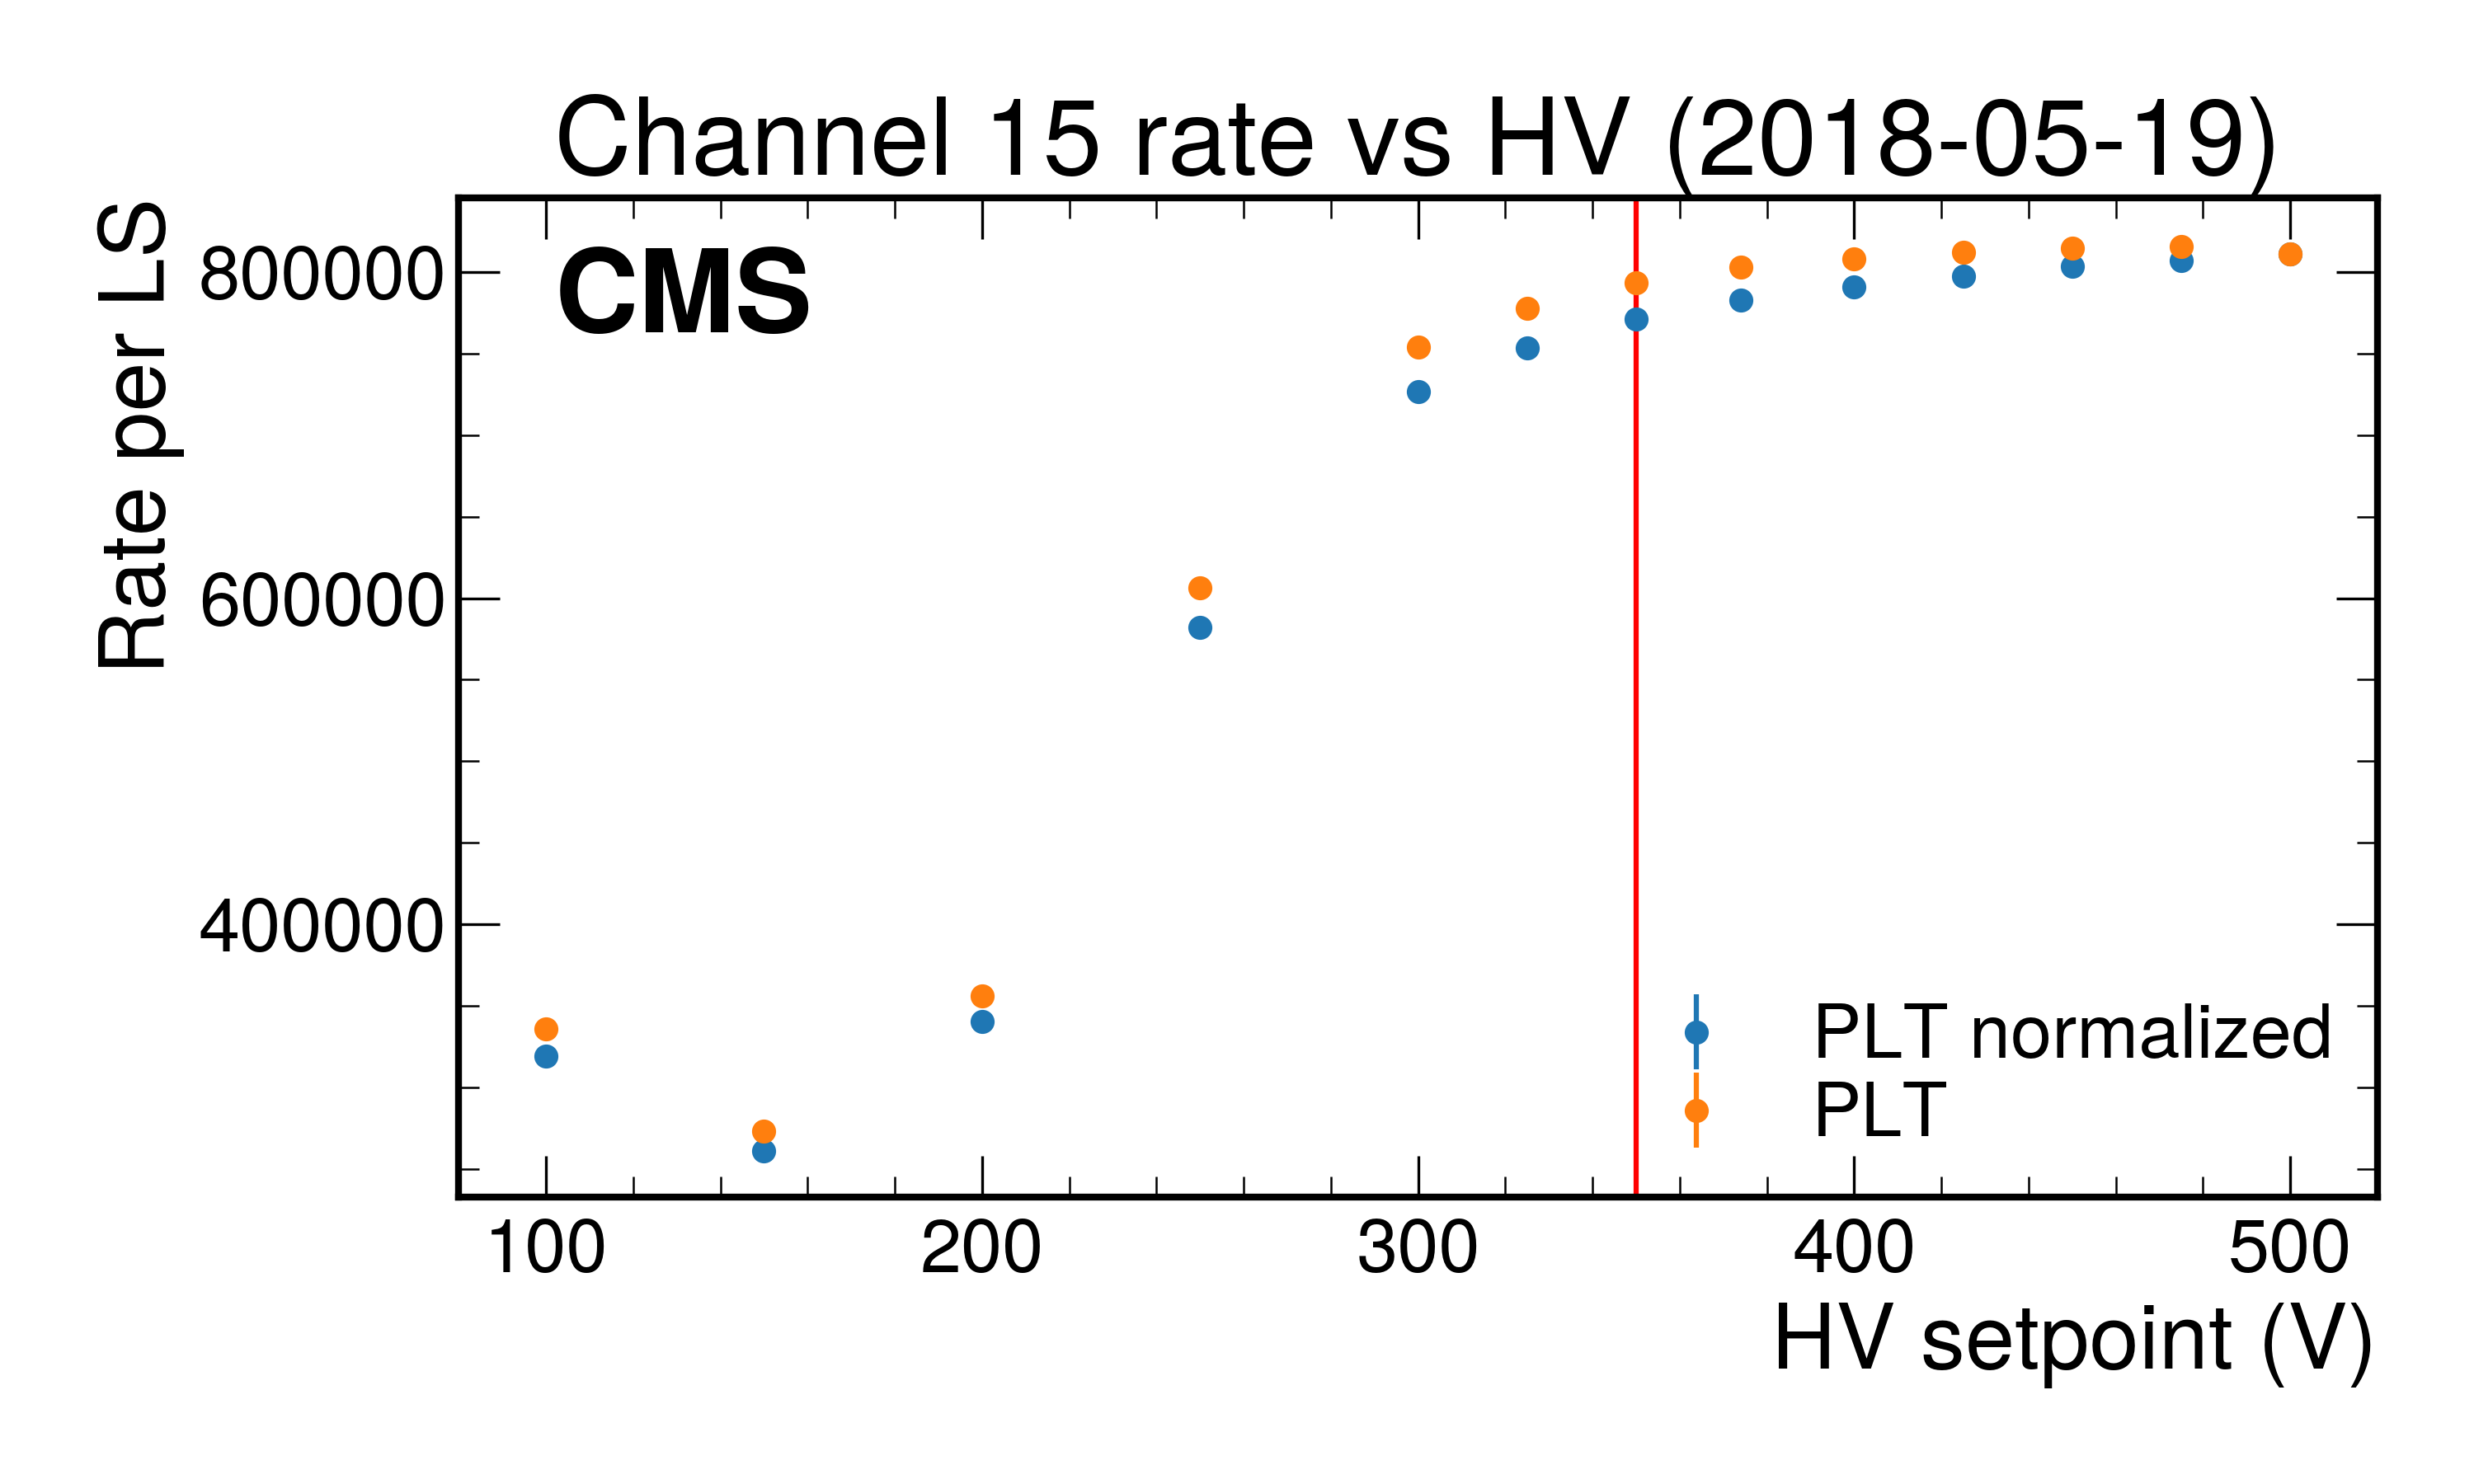 Channel 15 rate vs HV (2018-05-19)
CMS
Rate per LS
800000
600000
400000
PLT normalized
PLT
100 200 300 400 500
HV setpoint (V)